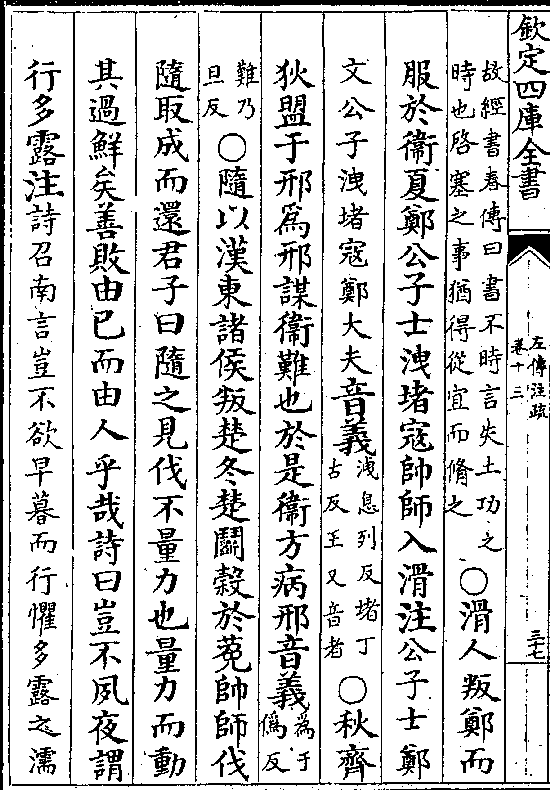 欽定四庫全書
左傳注疏
卷十三
三七
故經書春傳曰書不時言失土功之
時也啓塞之事猶得從宜而脩之
○滑人叛鄭而
服於衞夏鄭公子士洩堵寇帥師入滑注公子士鄭
文公子洩堵寇鄭大夫音義
洩息列反堵丁
古反王又音者
○秋齊
狄盟于邢爲邢謀衞難也於是衞方病邢音義
為于
僞反
難乃
旦反
○隨以漢東諸侯叛楚冬楚鬬穀於菟帥師伐
隨取成而還君子曰隨之見伐不量力也量力而動
其過鮮矣善敗由已而由人乎哉詩曰豈不夙夜謂
行多露注詩召南言豈不欲早暮而行懼多露之濡